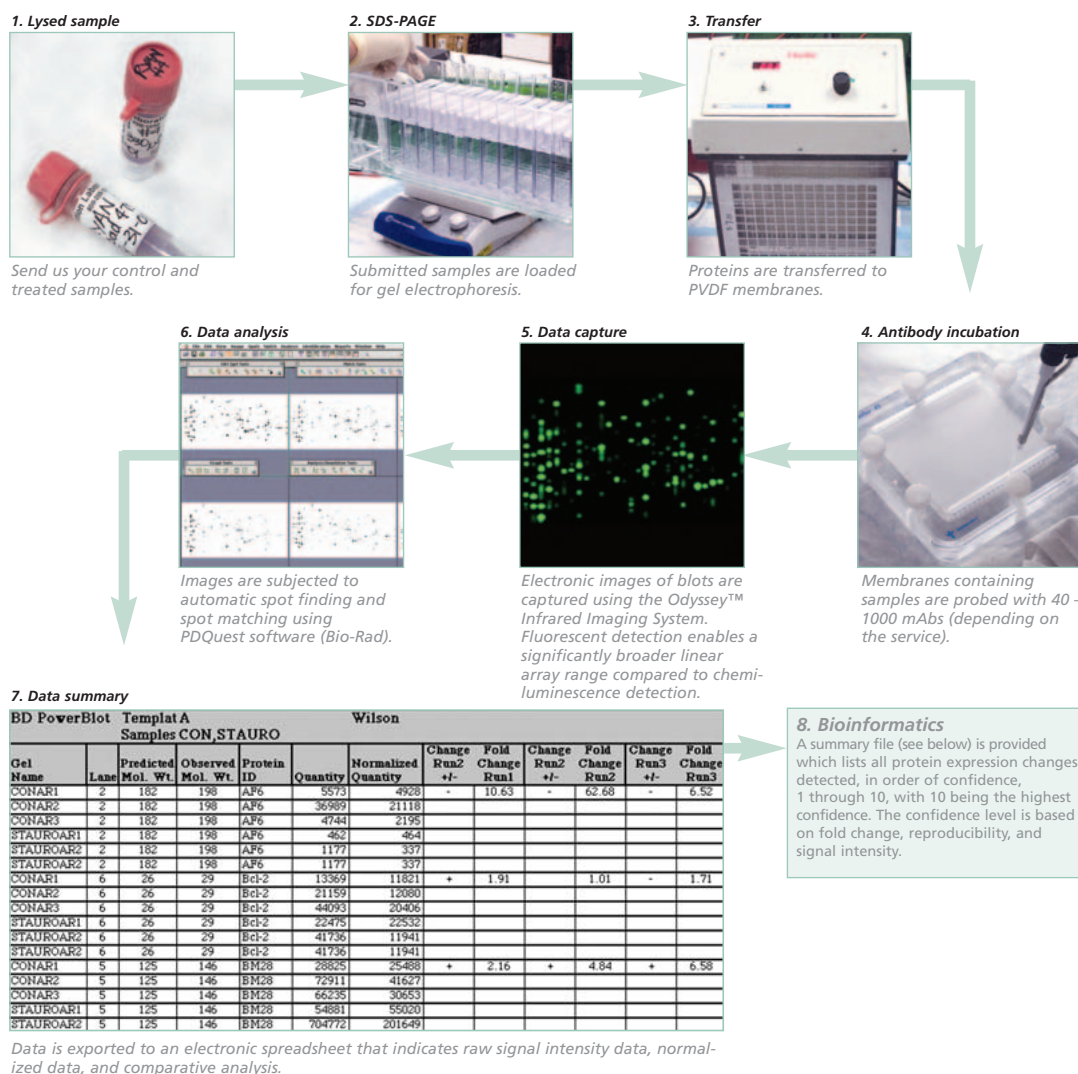 1. Lysed sample
2. SDS-PAGE
3. Transfer
Send us your control and
treated samples.
Submitted samples are loaded
for gel electrophoresis.
Proteins are transferred to
PVDF membranes.
6. Data analysis
5. Data capture
4. Antibody incubation
Images are subjected to
automatic spot finding and
spot matching using
PDQuest software (Bio-Rad).
Electronic images of blots are
captured using the Odyssey™
Infrared Imaging System.
Fluorescent detection enables a
significantly broader linear
array range compared to chemi-
luminescence detection.
Membranes containing
samples are probed with 40 –
1000 mAbs (depending on
the service).
7. Data summary
BD PowerBlot Templat A Wilson
Samples CON,STAURO
Gel Name Lane Predicted Mol. Wt. Observed Mol. Wt. Protein ID Quantity Normalized Quantity Change Run2 +/- Fold Change Run1 Change Run2 +/- Fold Change Run2 Change Run3 +/- Fold Change Run3
CONAR1 2 182 198 AF6 5573 4928 - 10.63 - 62.68 - 6.52
CONAR2 2 182 198 AF6 36989 21118
CONAR3 2 182 198 AF6 4744 2195
STAUROAR1 2 182 198 AF6 462 464
STAUROAR2 2 182 198 AF6 1177 337
STAUROAR2 2 182 198 AF6 1177 337
CONAR1 6 26 29 Bcl-2 13369 11821 + 1.91 1.01 - 1.71
CONAR2 6 26 29 Bcl-2 21159 12080
CONAR3 6 26 29 Bcl-2 44093 20406
STAUROAR1 6 26 29 Bcl-2 22475 22532
STAUROAR2 6 26 29 Bcl-2 41736 11941
STAUROAR2 6 26 29 Bcl-2 41736 11941
CONAR1 5 125 146 BM28 28825 25488 + 2.16 + 4.84 + 6.58
CONAR2 5 125 146 BM28 72911 41627
CONAR3 5 125 146 BM28 66235 30653
STAUROAR1 5 125 146 BM28 54881 55020
STAUROAR2 5 125 146 BM28 704772 201649
8. Bioinformatics
A summary file (see below) is provided
which lists all protein expression changes
detected, in order of confidence,
1 through 10, with 10 being the highest
confidence. The confidence level is based
on fold change, reproducibility, and
signal intensity.
Data is exported to an electronic spreadsheet that indicates raw signal intensity data, normal-
ized data, and comparative analysis.